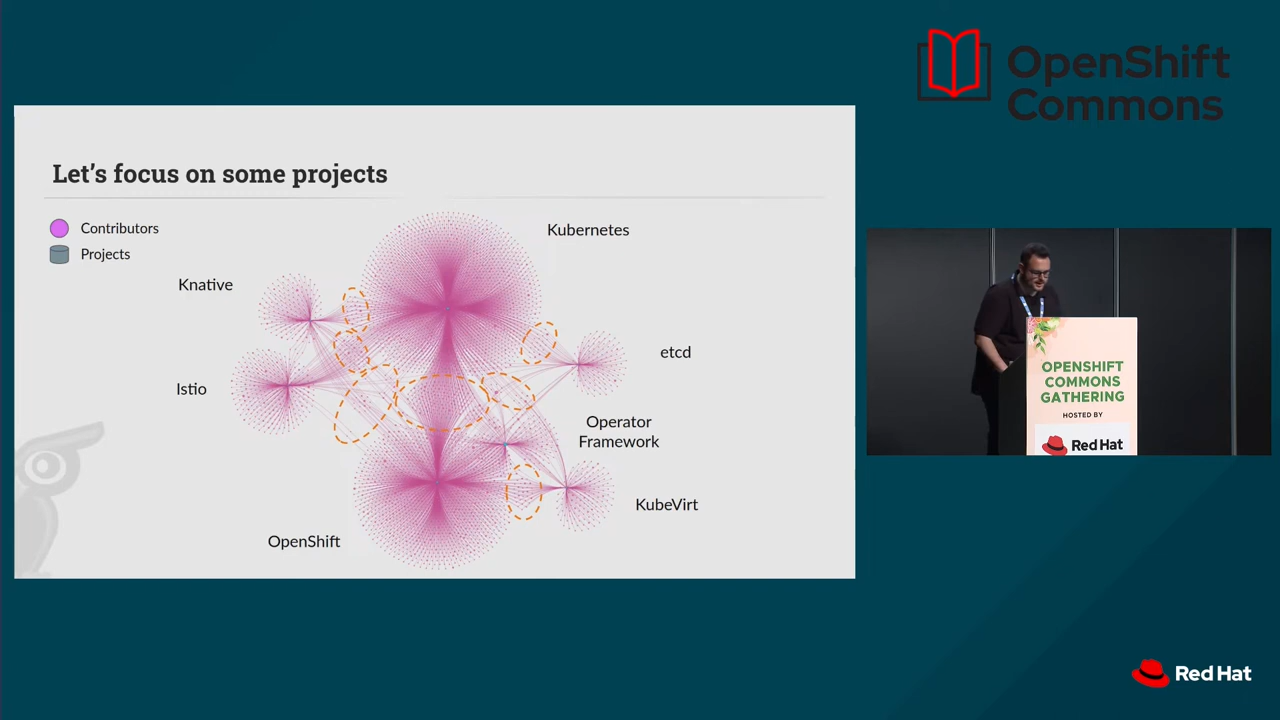 OpenShift
Commons
Let's focus on some projects
Contributors
Projects
Kubernetes
Knative
etcd
Istio
Operator
Framework
KubeVirt
OpenShift
OPENSHIFT
COMMONS
GATHERING
HOSTED BY
Red Hat
Red Hat